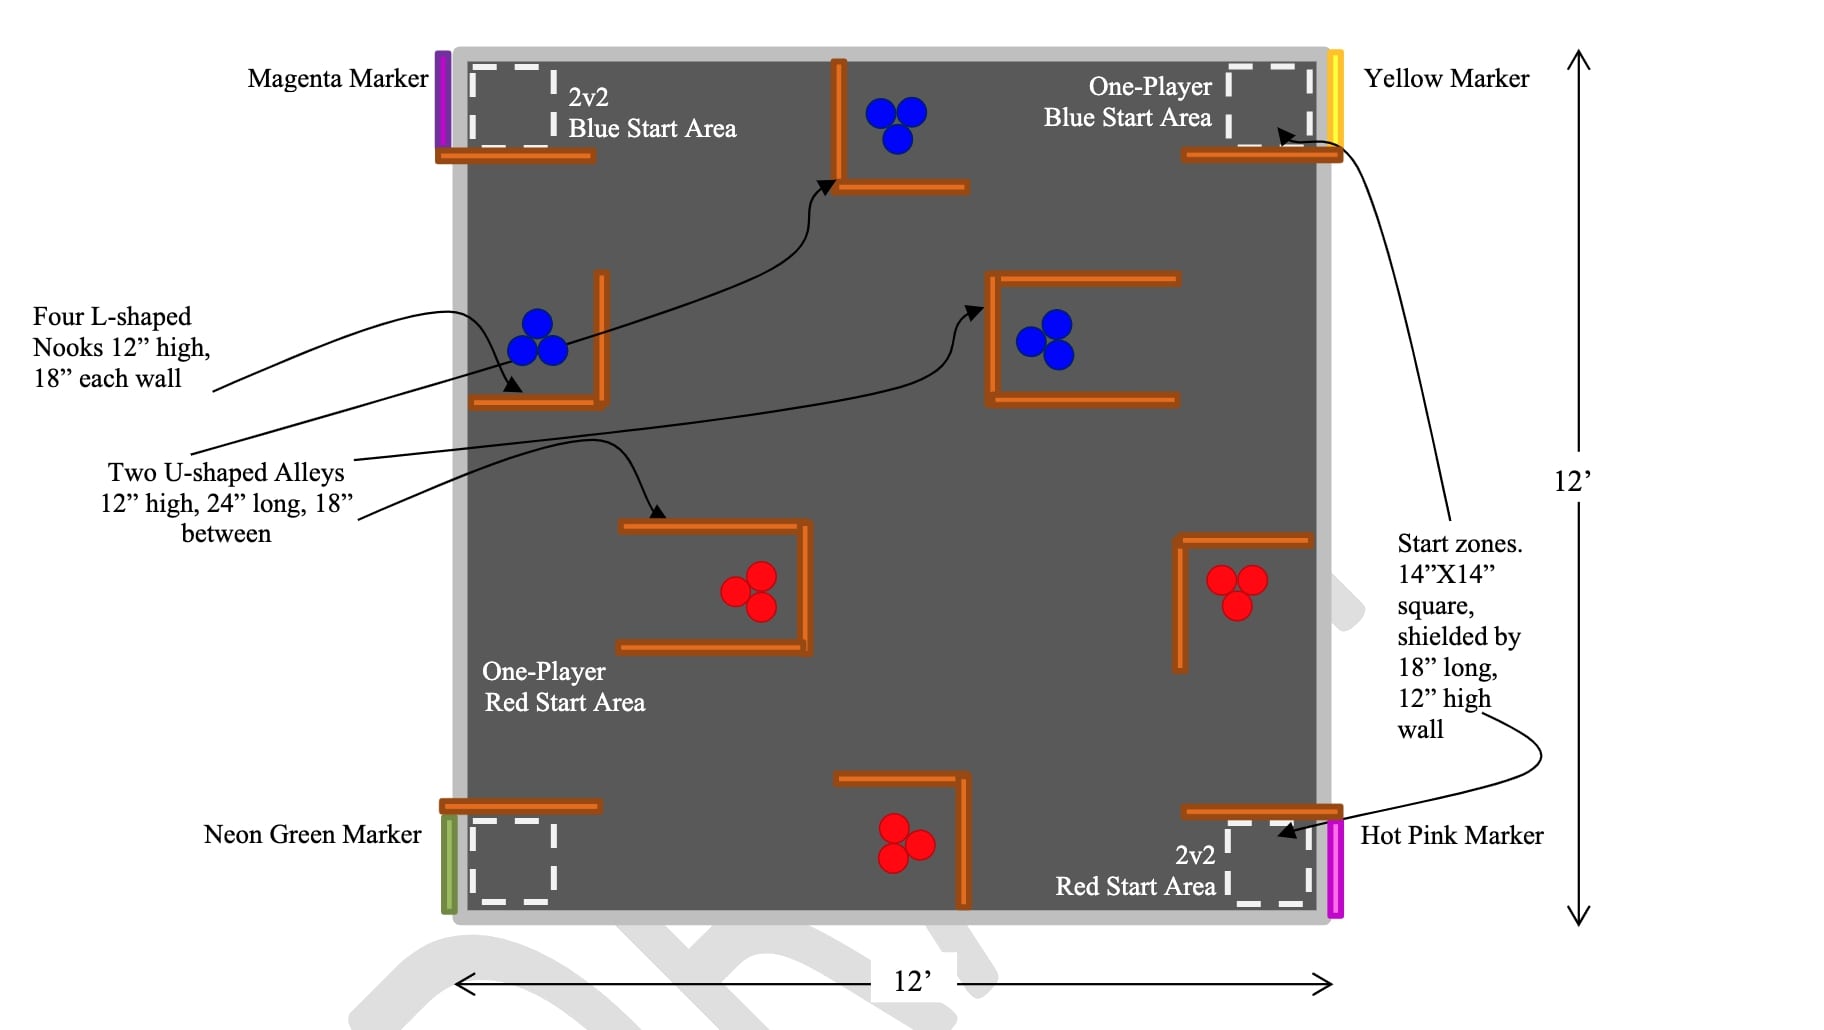 Magenta Marker
2v2
Blue Start Area
One-Player
Blue Start Area
Yellow Marker
Four L-shaped
Nooks 12” high,
18” each wall
Two U-shaped Alleys
12” high, 24” long, 18”
between
12’
Start zones.
14”X14”
square,
shielded by
18” long,
12” high
wall
One-Player
Red Start Area
Neon Green Marker
2v2
Red Start Area
Hot Pink Marker
12’